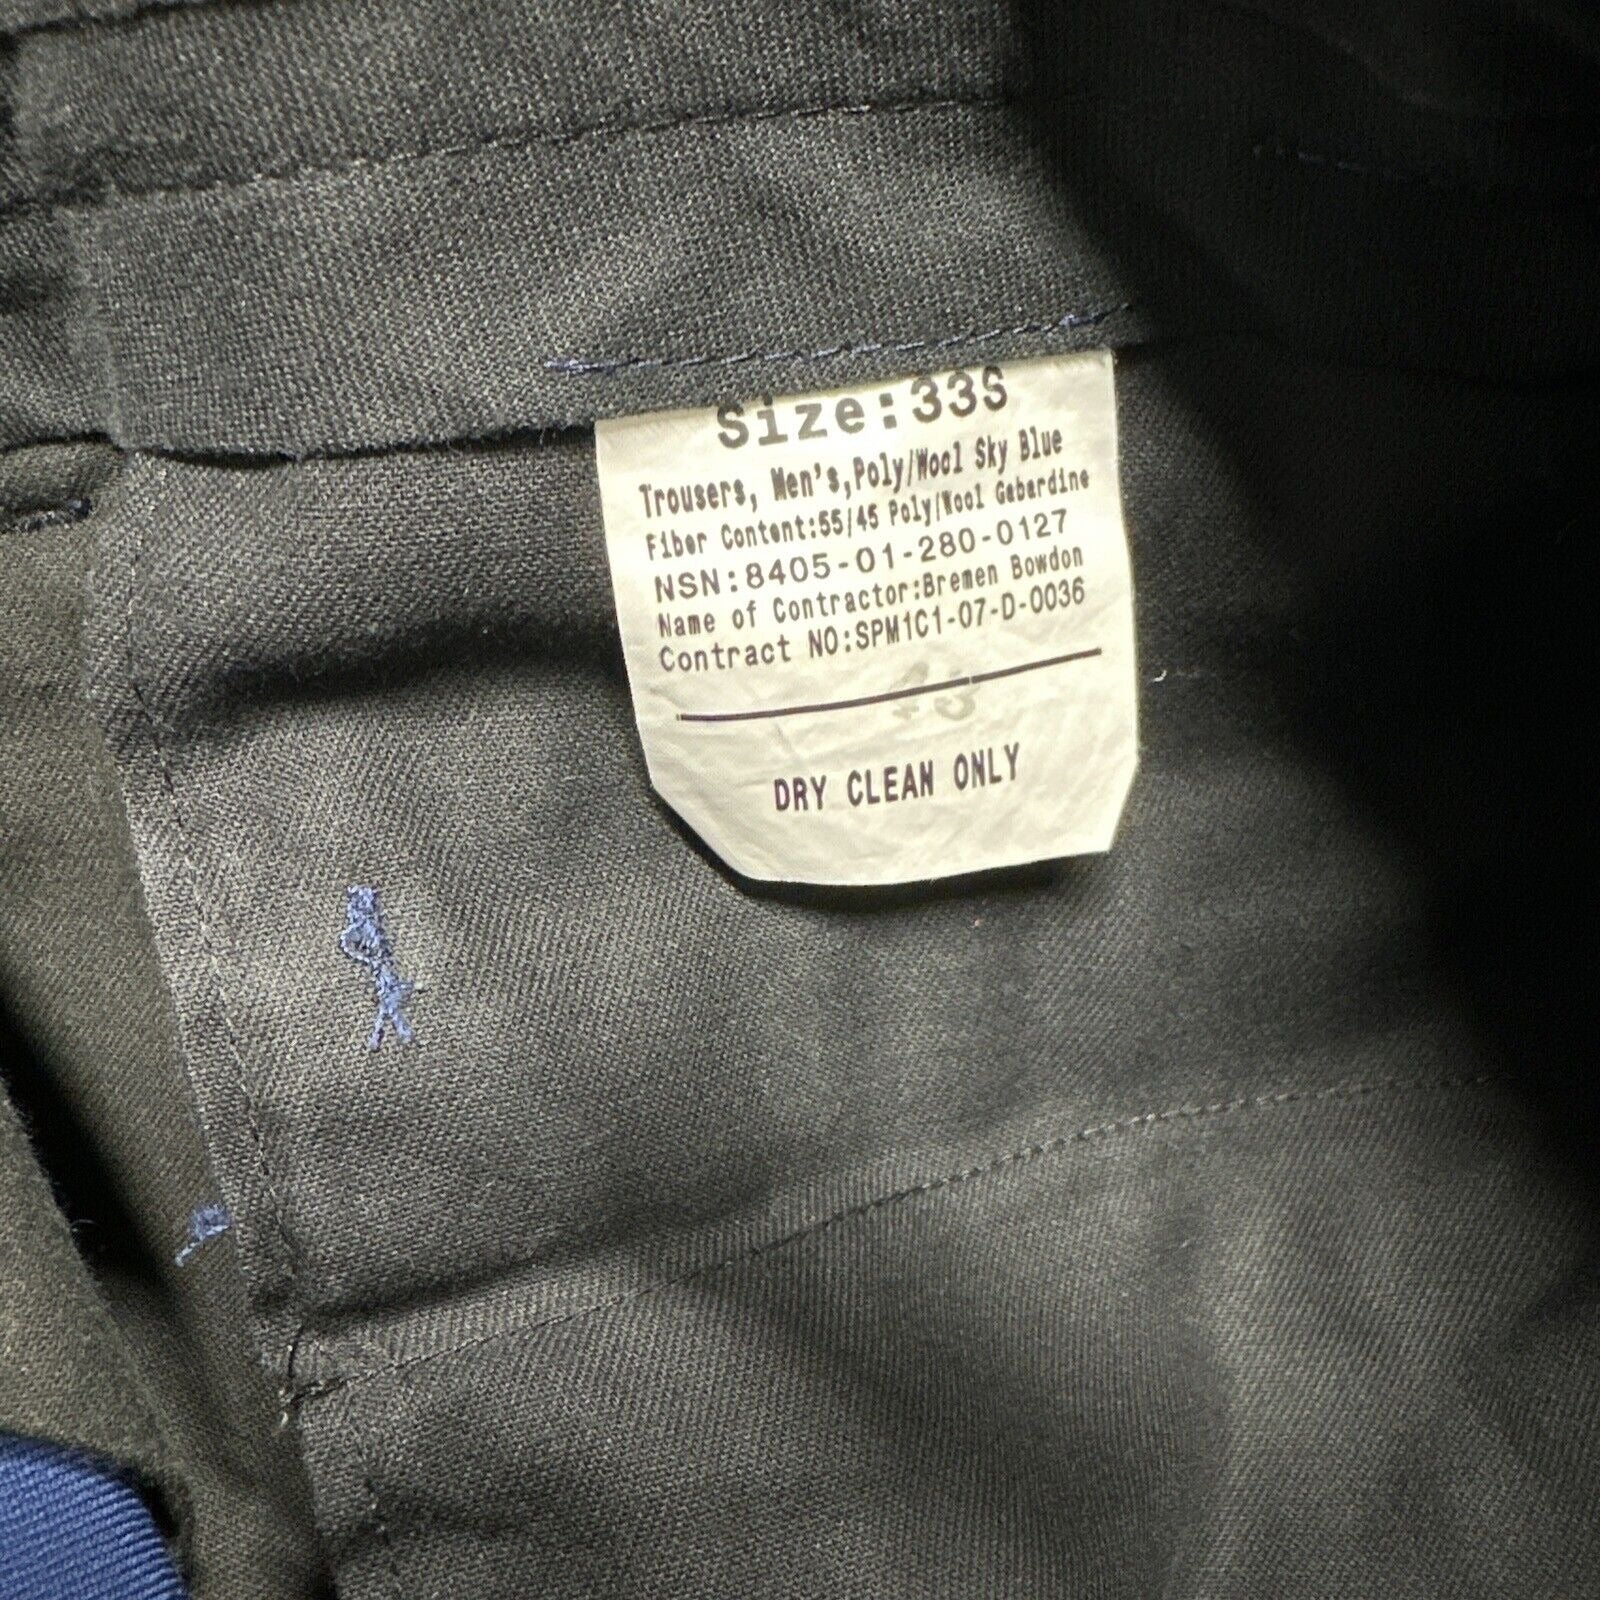 Size:33S
Trousers, Men's,Poly/Wool Sky Blue
Fiber Content:55/45 Poly/Wool Gabardine
NSN:8405-01-280-0127
Name of Contractor:Bremen Bowdon
Contract NO:SPM1C1-07-D-0036
DRY CLEAN ONLY